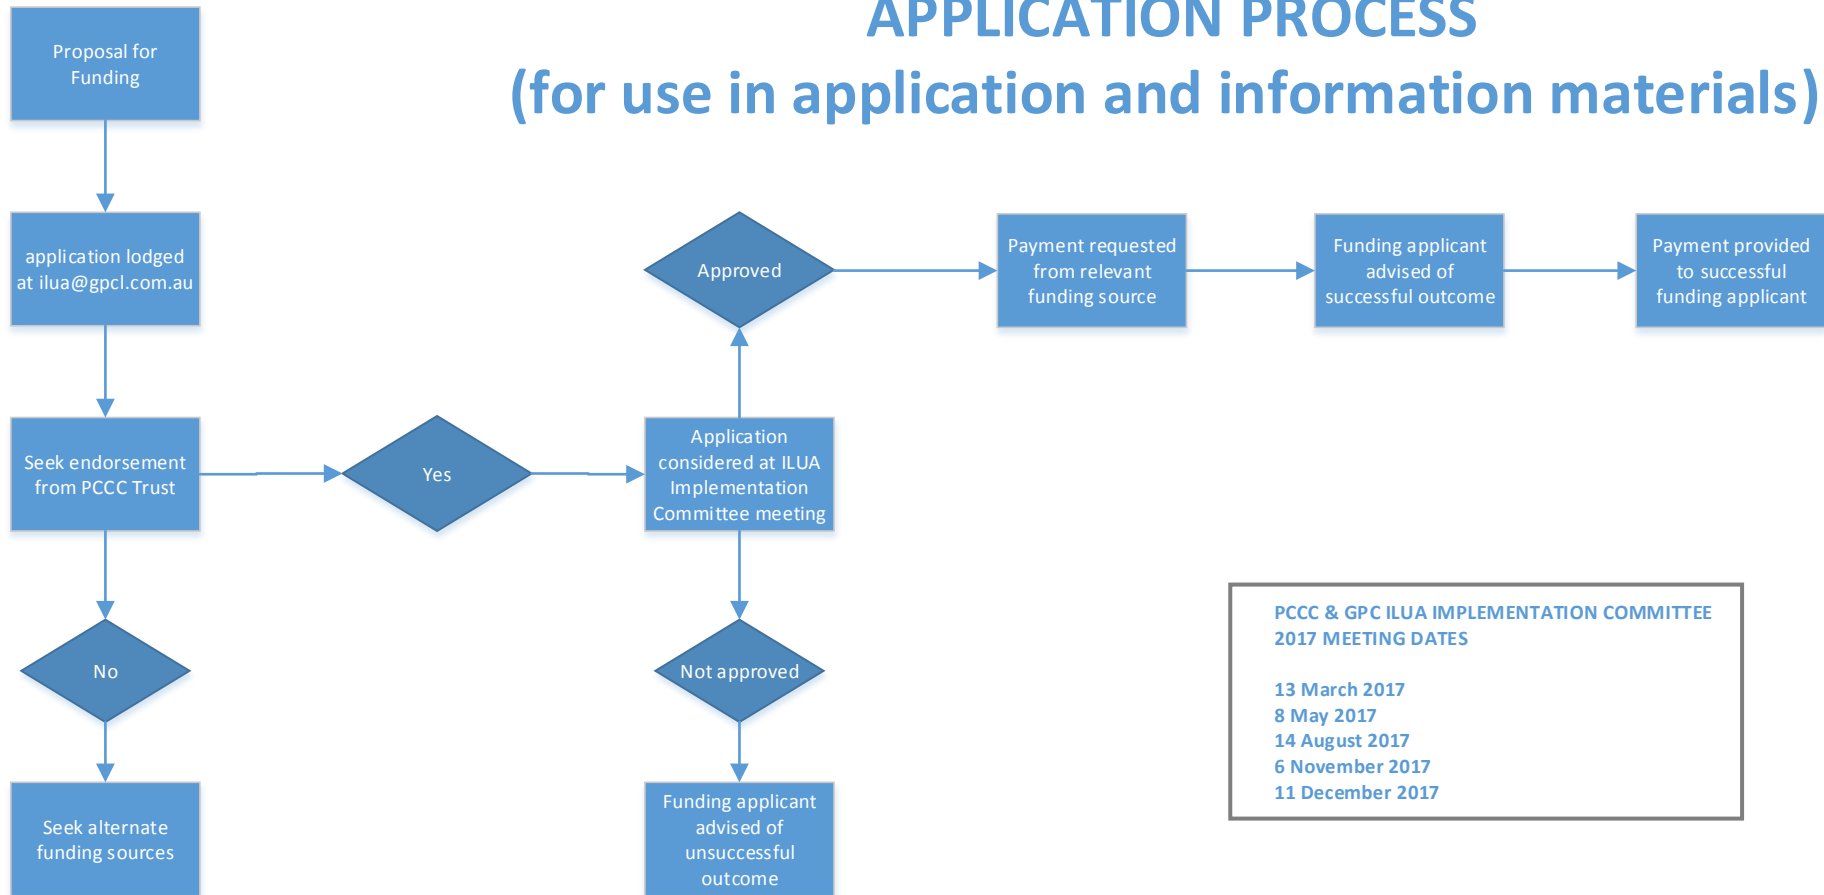 APPLICATION PROCESS
(for use in application and information materials)
Proposal for
Funding
application lodged
at ilua@gpcl.com.au
Approved
Payment requested
from relevant
funding source
Funding applicant
advised of
successful outcome
Payment provided
to successful
funding applicant
Seek endorsement
from PCCC Trust
Yes
Application
considered at ILUA
Implementation
Committee meeting
No
Not approved
Seek alternate
funding sources
Funding applicant
advised of
unsuccessful
outcome
PCCC & GPC ILUA IMPLEMENTATION COMMITTEE
2017 MEETING DATES
13 March 2017
8 May 2017
14 August 2017
6 November 2017
11 December 2017